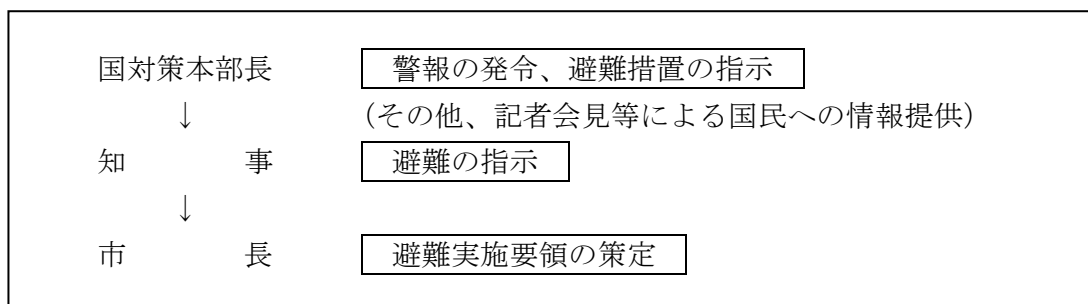 国対策本部長 警報の発令、避難措置の指示
↓ （その他、記者会見等による国民への情報提供）
知 事 避難の指示
↓
市 長 避難実施要領の策定